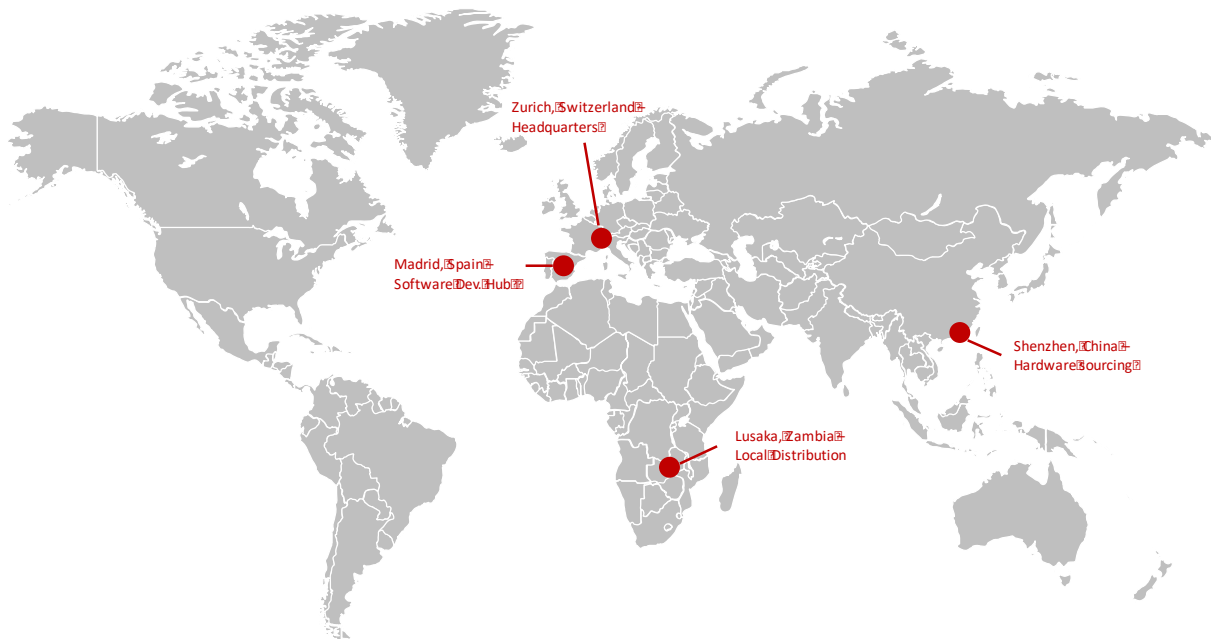 Zurich, Switzerland –
Headquarters
Madrid, Spain –
Software Dev. Hub
Shenzhen, China –
Hardware sourcing
Lusaka, Zambia –
Local Distribution